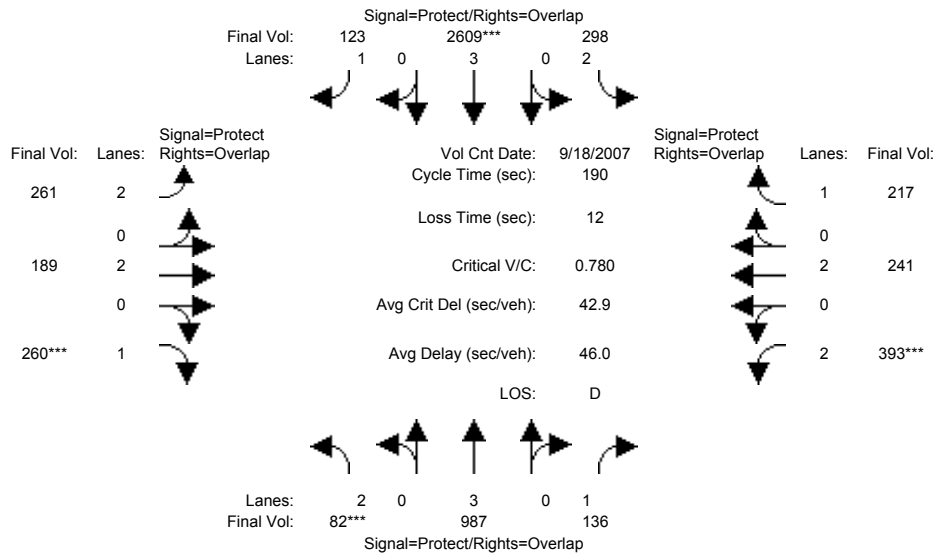 Signal=Protect/Rights=Overlap
Final Vol: 123 2609*** 298
Lanes: 1 0 3 0 2
Signal=Protect Signal=Protect
Final Vol: Lanes: Rights=Overlap Vol Cnt Date: 9/18/2007 Rights=Overlap Lanes: Final Vol:
Cycle Time (sec): 190
261 2 1 217
Loss Time (sec): 12
0 0
189 2 Critical V/C: 0.780 2 241
0 Avg Crit Del (sec/veh): 42.9 0
260*** 1 Avg Delay (sec/veh): 46.0 2 393***
LOS: D
Lanes: 2 0 3 0 1
Final Vol: 82*** 987 136
Signal=Protect/Rights=Overlap